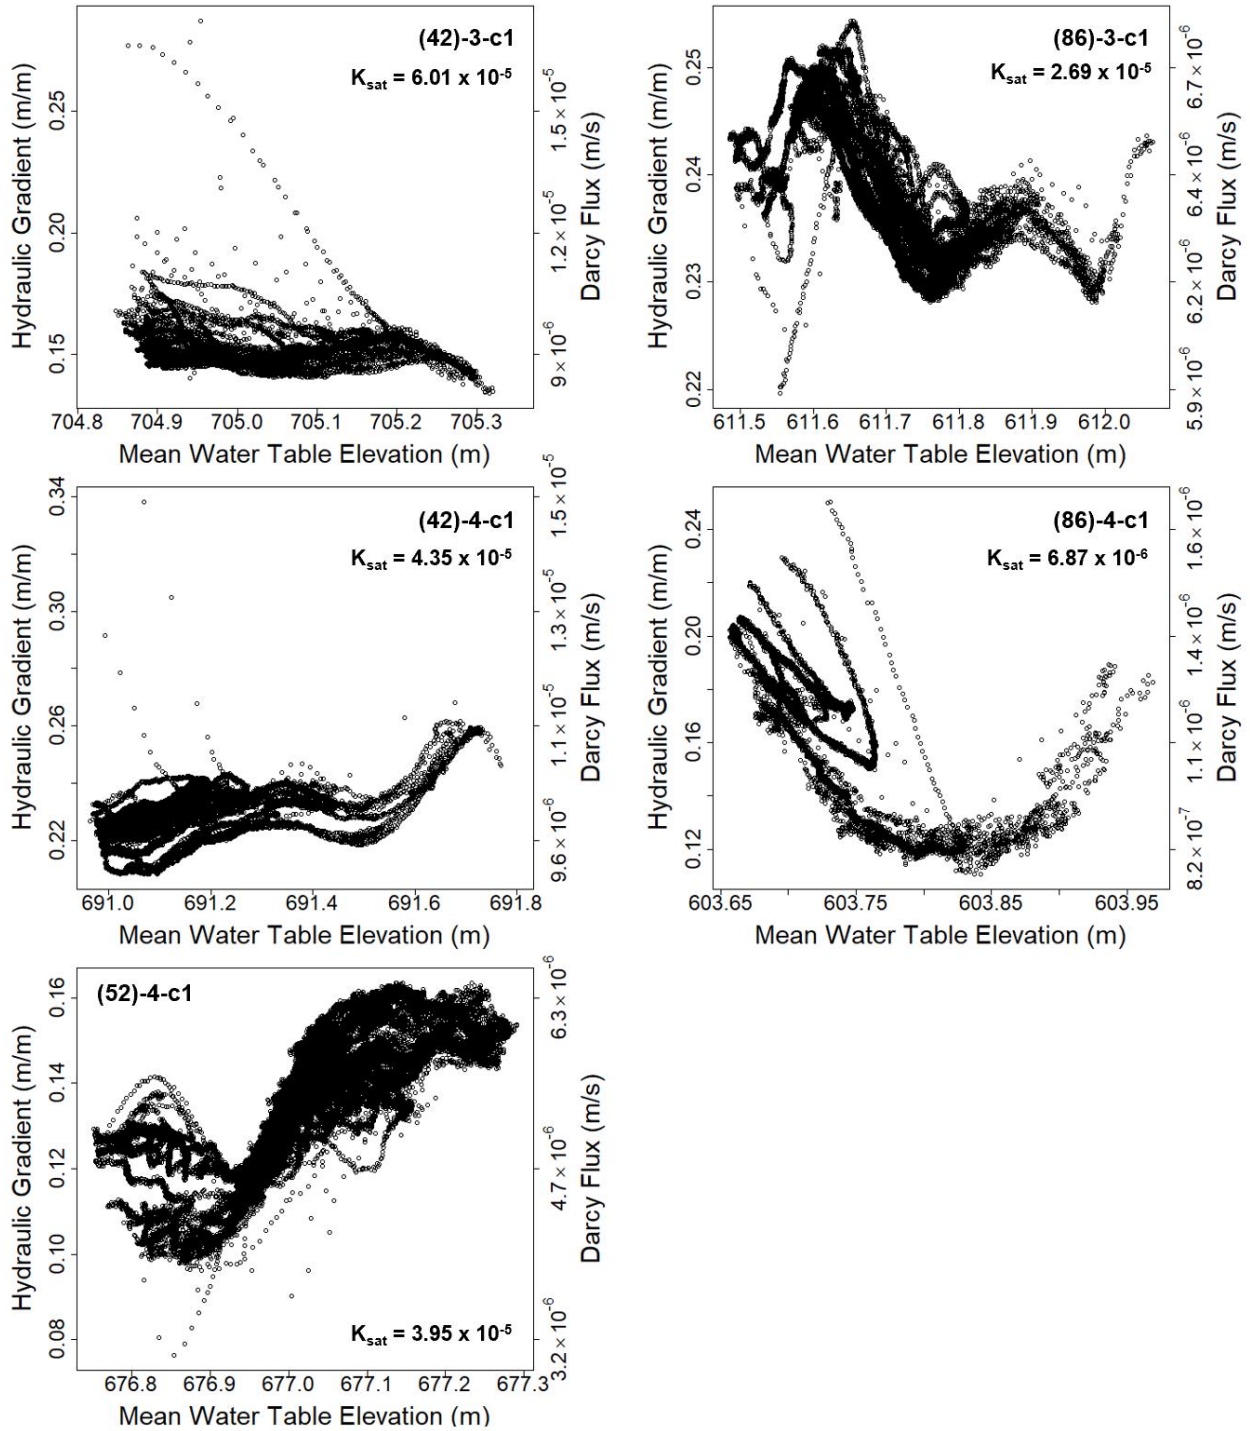 (42)-3-c1
Ksat = 6.01 x 10-5
Hydraulic Gradient (m/m)
0.25
0.20
0.15
1.5 × 10−5
1.2 × 10−5
9 × 10−6
Darcy Flux (m/s)
704.8 704.9 705.0 705.1 705.2 705.3
Mean Water Table Elevation (m)
(86)-3-c1
Ksat = 2.69 x 10-5
Hydraulic Gradient (m/m)
0.25
0.24
0.23
0.22
6.7 × 10−6
6.4 × 10−6
6.2 × 10−6
5.9 × 10−6
Darcy Flux (m/s)
611.5 611.6 611.7 611.8 611.9 612.0
Mean Water Table Elevation (m)
(42)-4-c1
Ksat = 4.35 x 10-5
Hydraulic Gradient (m/m)
0.34
0.30
0.26
0.22
1.5 × 10−5
1.3 × 10−5
1.1 × 10−5
9.6 × 10−6
Darcy Flux (m/s)
691.0 691.2 691.4 691.6 691.8
Mean Water Table Elevation (m)
(86)-4-c1
Ksat = 6.87 x 10-6
Hydraulic Gradient (m/m)
0.24
0.20
0.16
0.12
1.6 × 10−6
1.4 × 10−6
1.1 × 10−6
8.2 × 10−7
Darcy Flux (m/s)
603.65 603.75 603.85 603.95
Mean Water Table Elevation (m)
(52)-4-c1
Ksat = 3.95 x 10-5
Hydraulic Gradient (m/m)
0.16
0.14
0.12
0.10
0.08
6.3 × 10−6
4.7 × 10−6
3.2 × 10−6
Darcy Flux (m/s)
676.8 676.9 677.0 677.1 677.2 677.3
Mean Water Table Elevation (m)